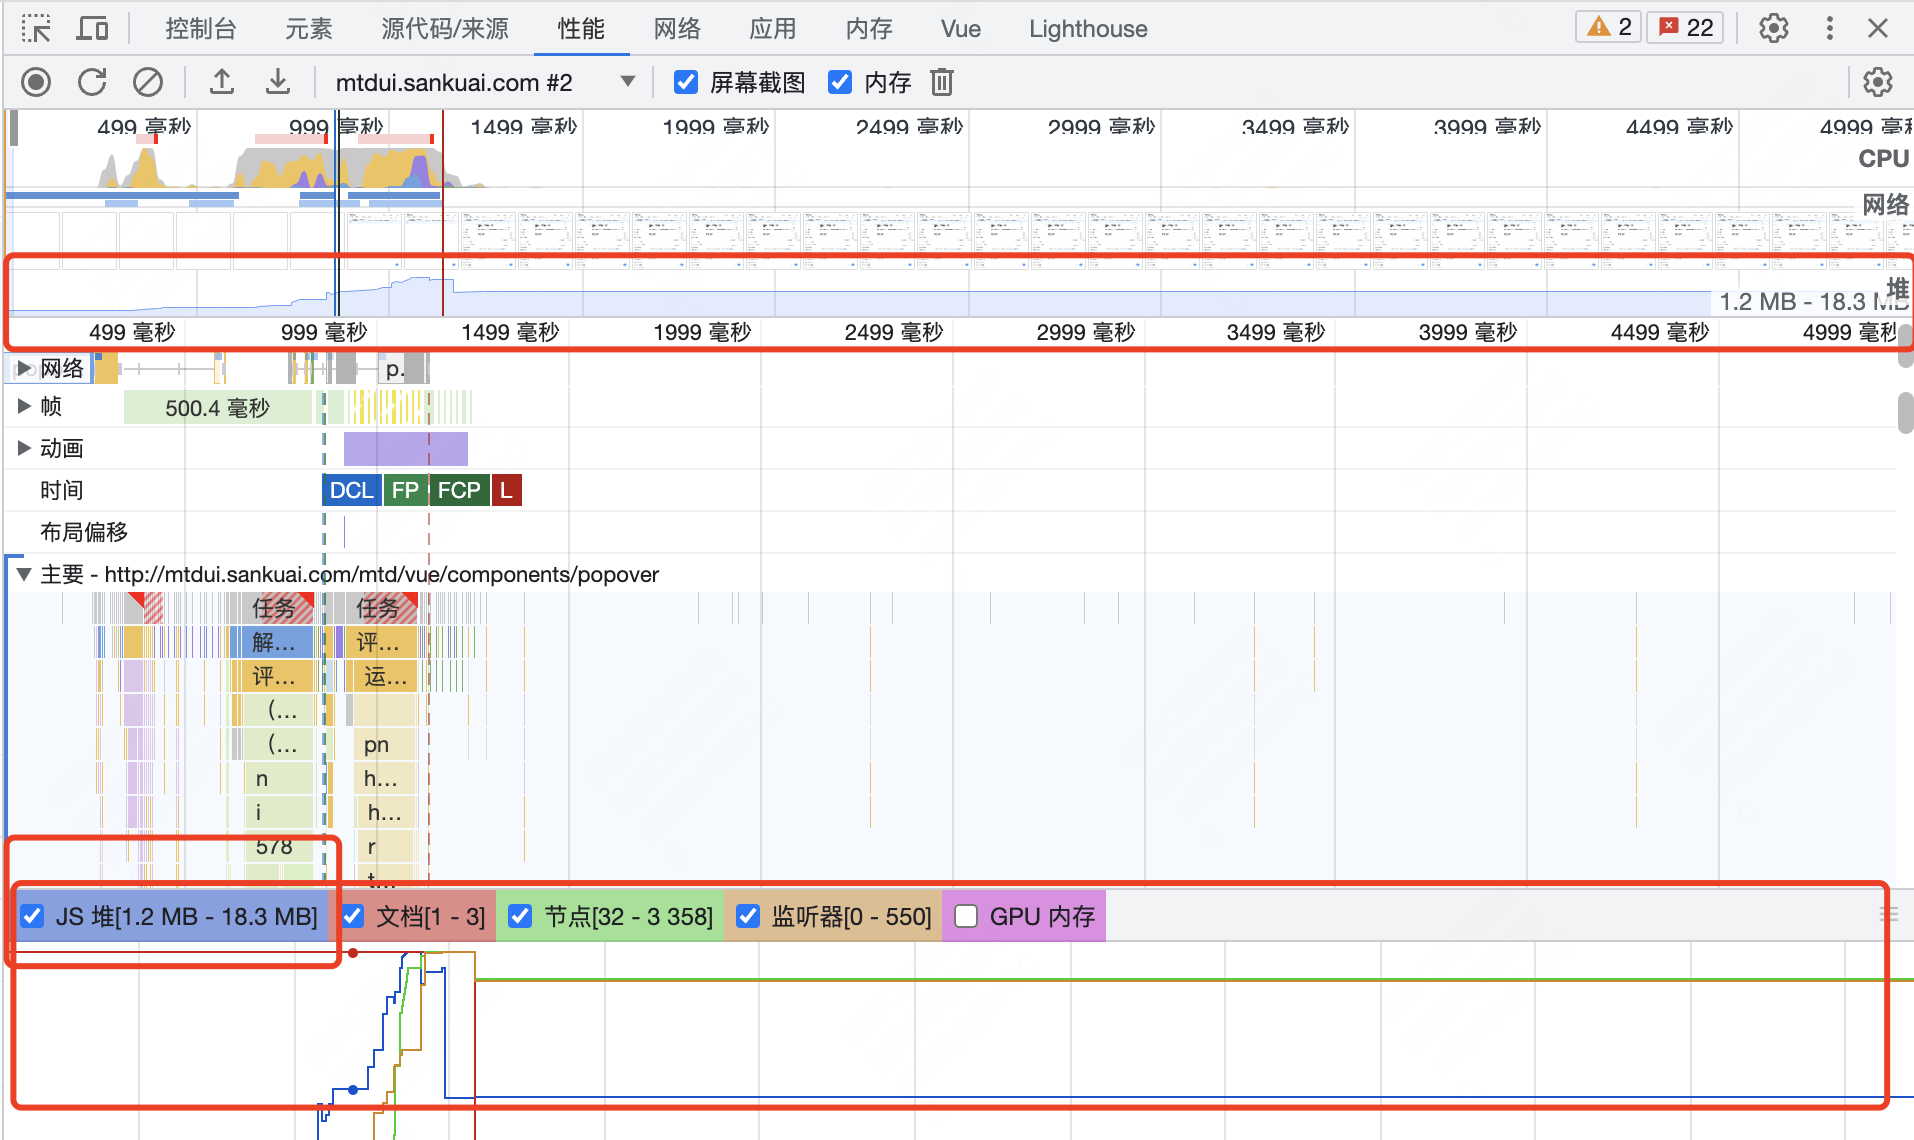 控制台 元素 源代码/来源 性能 网络 应用 内存 Vue Lighthouse 2 22
mtdui.sankuai.com #2 屏幕截图 内存
499 毫秒 999 毫秒 1499 毫秒 1999 毫秒 2499 毫秒 2999 毫秒 3499 毫秒 3999 毫秒 4499 毫秒 4999 毫秒
CPU
网络
堆
1.2 MB - 18.3 MB
499 毫秒 999 毫秒 1499 毫秒 1999 毫秒 2499 毫秒 2999 毫秒 3499 毫秒 3999 毫秒 4499 毫秒 4999 毫秒
网络 p.
帧 500.4 毫秒
动画
时间 DCL FP FCP L
布局偏移
主要 - http://mtdui.sankuai.com/mtd/vue/components/popover
任务 任务
解... 评...
评... 运...
(...
(... pn
n h...
i h...
578 r
t...
JS 堆[1.2 MB - 18.3 MB] 文档[1 - 3] 节点[32 - 3 358] 监听器[0 - 550] GPU 内存